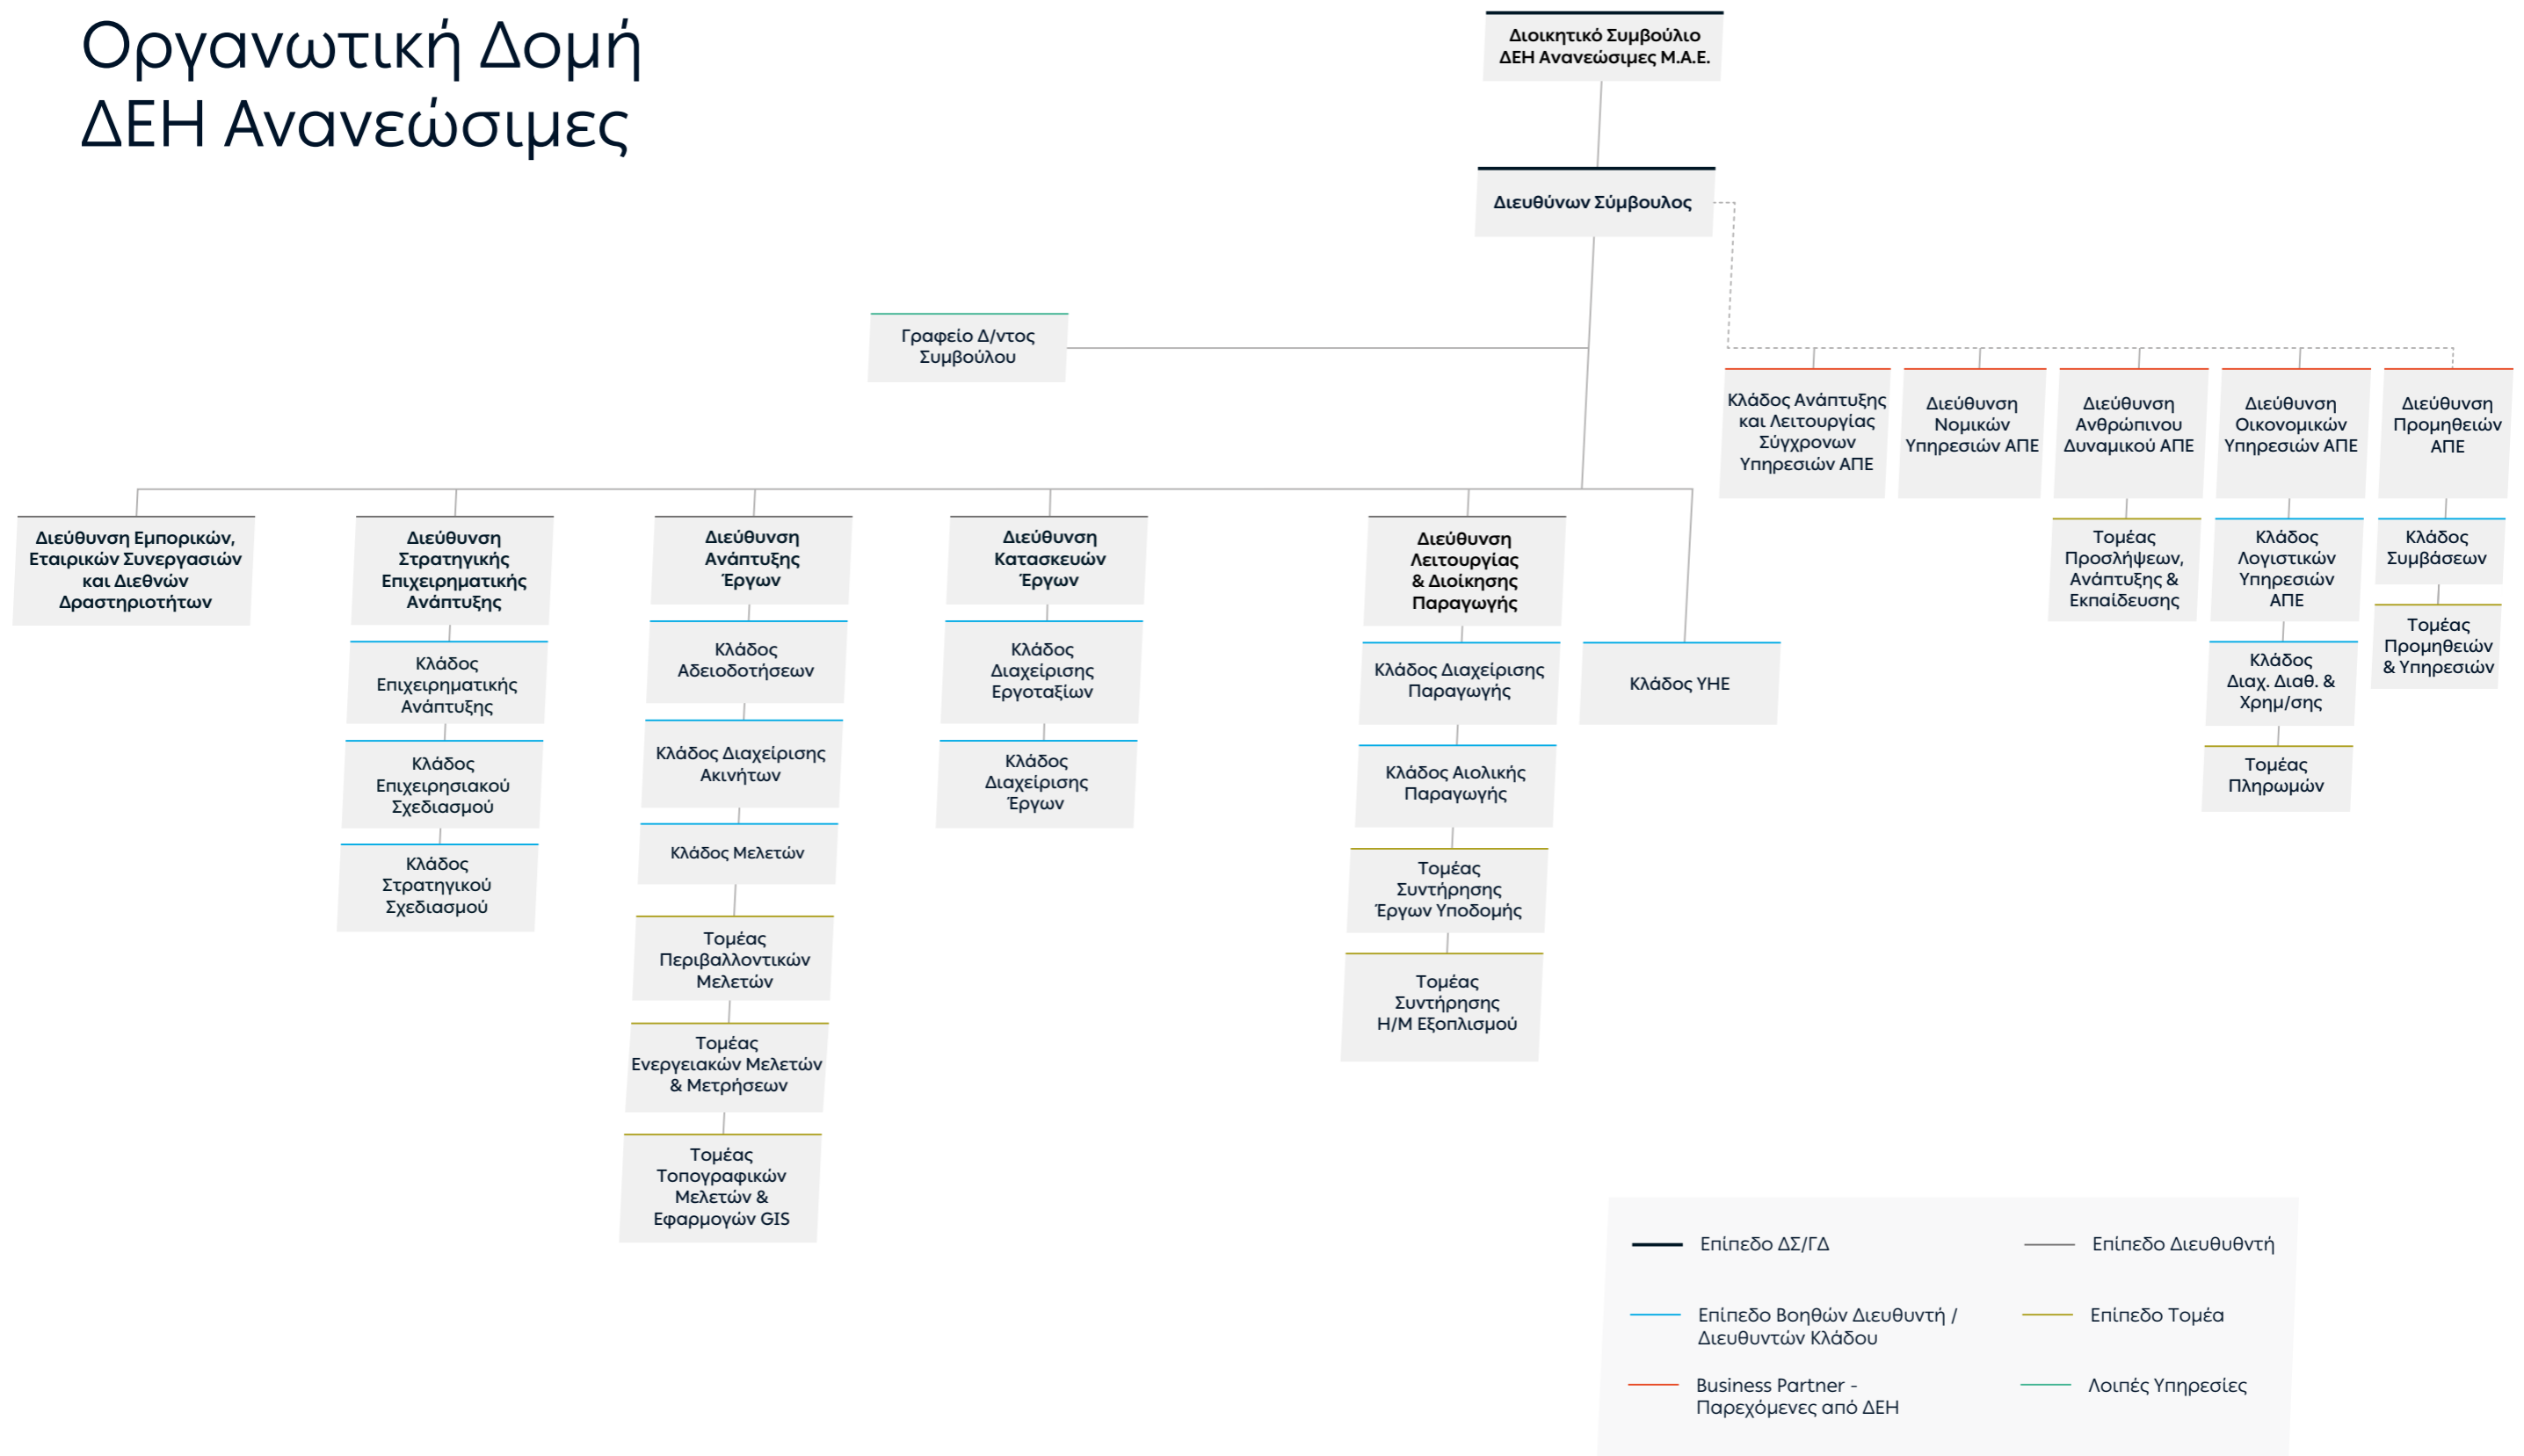 Οργανωτική Δομή
ΔΕΗ Ανανεώσιμες
Διοικητικό Συμβούλιο
ΔΕΗ Ανανεώσιμες Μ.Α.Ε.
Διευθύνων Σύμβουλος
Γραφείο Δ/ντος
Συμβούλου
Κλάδος Ανάπτυξης
και Λειτουργίας
Σύγχρονων
Υπηρεσιών ΑΠΕ
Διεύθυνση
Νομικών
Υπηρεσιών ΑΠΕ
Διεύθυνση
Ανθρώπινου
Δυναμικού ΑΠΕ
Διεύθυνση
Οικονομικών
Υπηρεσιών ΑΠΕ
Διεύθυνση
Προμηθειών
ΑΠΕ
Τομέας
Προσλήψεων,
Ανάπτυξης &
Εκπαίδευσης
Κλάδος
Λογιστικών
Υπηρεσιών
ΑΠΕ
Κλάδος
Διαχ. Διαθ. &
Χρημ/σης
Τομέας
Πληρωμών
Κλάδος
Συμβάσεων
Τομέας
Προμηθειών
& Υπηρεσιών
Διεύθυνση Εμπορικών,
Εταιρικών Συνεργασιών
και Διεθνών
Δραστηριοτήτων
Διεύθυνση
Στρατηγικής
Επιχειρηματικής
Ανάπτυξης
Κλάδος
Επιχειρηματικής
Ανάπτυξης
Κλάδος
Επιχειρησιακού
Σχεδιασμού
Κλάδος
Στρατηγικού
Σχεδιασμού
Διεύθυνση
Ανάπτυξης
Έργων
Κλάδος
Αδειοδοτήσεων
Κλάδος Διαχείρισης
Ακινήτων
Κλάδος Μελετών
Τομέας
Περιβαλλοντικών
Μελετών
Τομέας
Ενεργειακών Μελετών
& Μετρήσεων
Τομέας
Τοπογραφικών
Μελετών &
Εφαρμογών GIS
Διεύθυνση
Κατασκευών
Έργων
Κλάδος
Διαχείρισης
Εργοταξίων
Κλάδος
Διαχείρισης
Έργων
Διεύθυνση
Λειτουργίας
& Διοίκησης
Παραγωγής
Κλάδος Διαχείρισης
Παραγωγής
Κλάδος Αιολικής
Παραγωγής
Τομέας
Συντήρησης
Έργων Υποδομής
Τομέας
Συντήρησης
Η/Μ Εξοπλισμού
Κλάδος ΥΗΕ
Επίπεδο ΔΣ/ΓΔ
Επίπεδο Διευθυθντή
Επίπεδο Βοηθών Διευθυντή /
Διευθυντών Κλάδου
Επίπεδο Τομέα
Business Partner -
Παρεχόμενες από ΔΕΗ
Λοιπές Υπηρεσίες